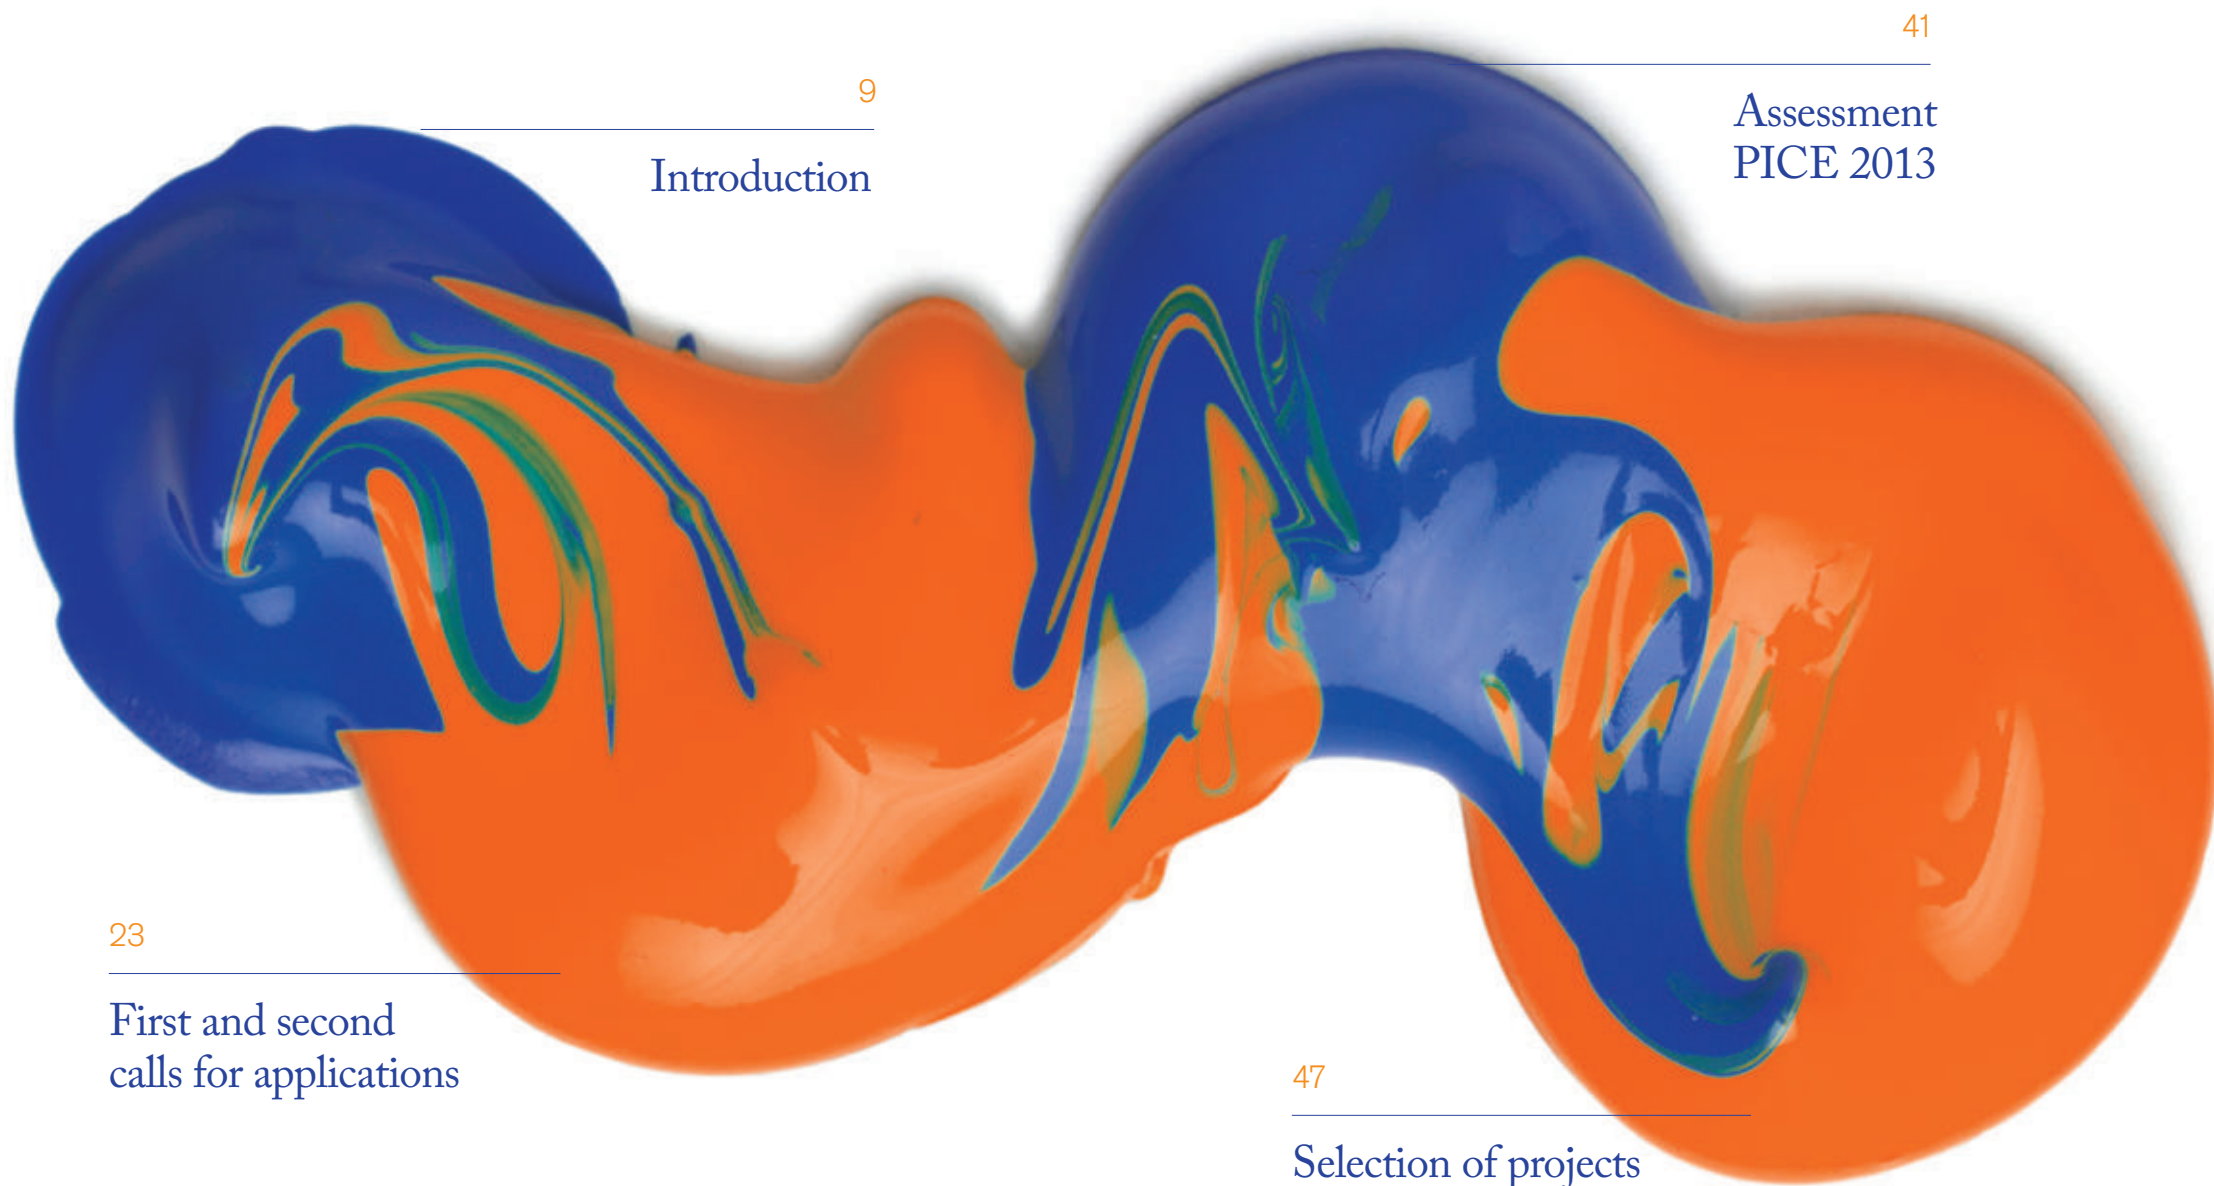 9
Introduction
23
First and second
calls for applications
41
Assessment
PICE 2013
47
Selection of projects